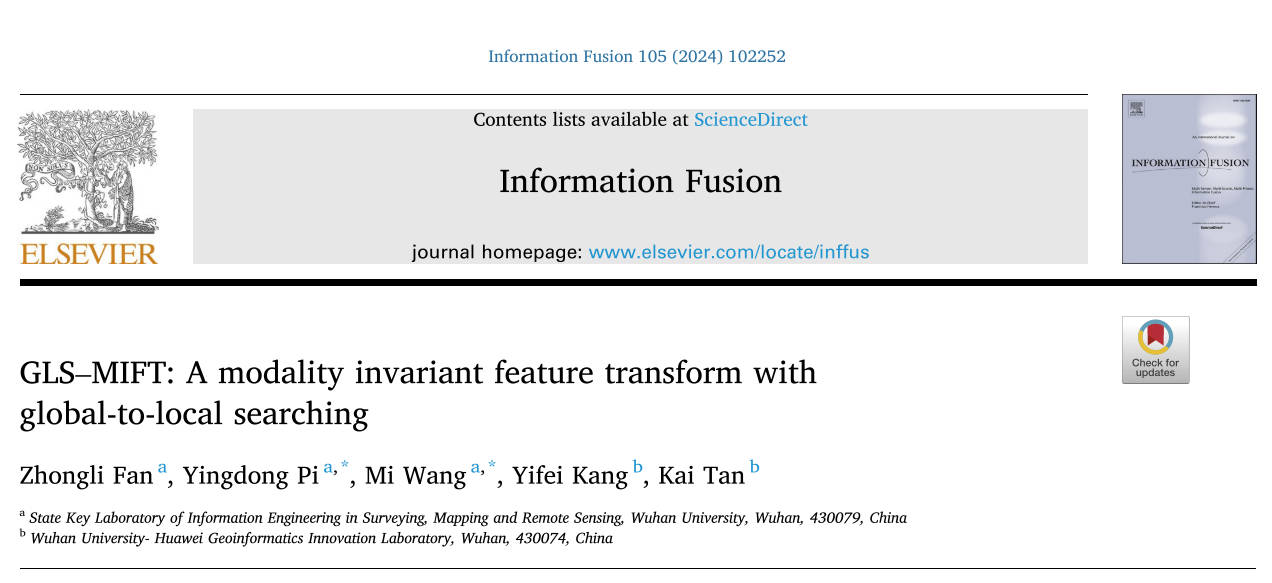 Information Fusion 105 (2024) 102252
Contents lists available at ScienceDirect
Information Fusion
journal homepage: www.elsevier.com/locate/inffus
ELSEVIER
INFORMATION FUSION
Check for
updates
GLS–MIFT: A modality invariant feature transform with
global-to-local searching
Zhongli Fan a, Yingdong Pi a,*, Mi Wang a,*, Yifei Kang b, Kai Tan b
a State Key Laboratory of Information Engineering in Surveying, Mapping and Remote Sensing, Wuhan University, Wuhan, 430079, China
b Wuhan University- Huawei Geoinformatics Innovation Laboratory, Wuhan, 430074, China